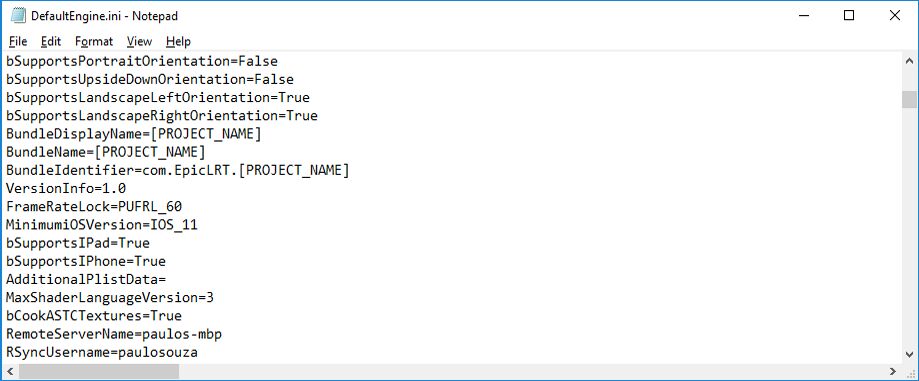 DefaultEngine.ini - Notepad
File Edit Format View Help
bSupportsPortraitOrientation=False
bSupportsUpsideDownOrientation=False
bSupportsLandscapeLeftOrientation=True
bSupportsLandscapeRightOrientation=True
BundleDisplayName=[PROJECT_NAME]
BundleName=[PROJECT_NAME]
BundleIdentifier=com.EpicLRT.[PROJECT_NAME]
VersionInfo=1.0
FrameRateLock=PUFRL_60
MinimumiOSVersion=IOS_11
bSupportsIPad=True
bSupportsIPhone=True
AdditionalPlistData=
MaxShaderLanguageVersion=3
bCookASTCTextures=True
RemoteServerName=paulos-mbp
RSyncUsername=paulosouza